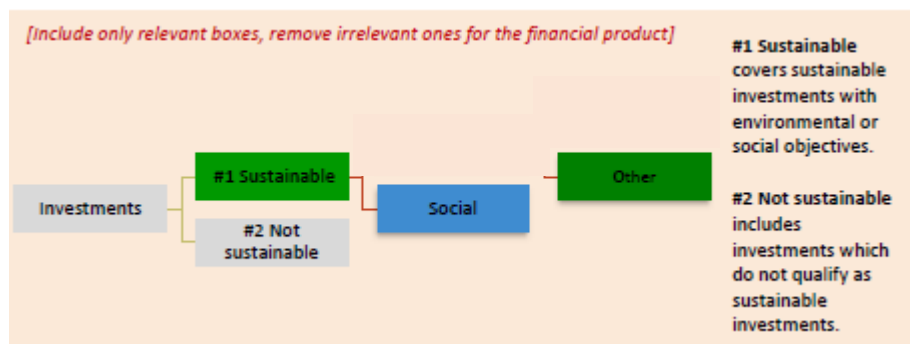 [Include only relevant boxes, remove irrelevant ones for the financial product]
#1 Sustainable
covers sustainable
investments with
environmental or
social objectives.
#2 Not sustainable
includes
investments which
do not qualify as
sustainable
investments.
Investments
#1 Sustainable
#2 Not
sustainable
Social
Other